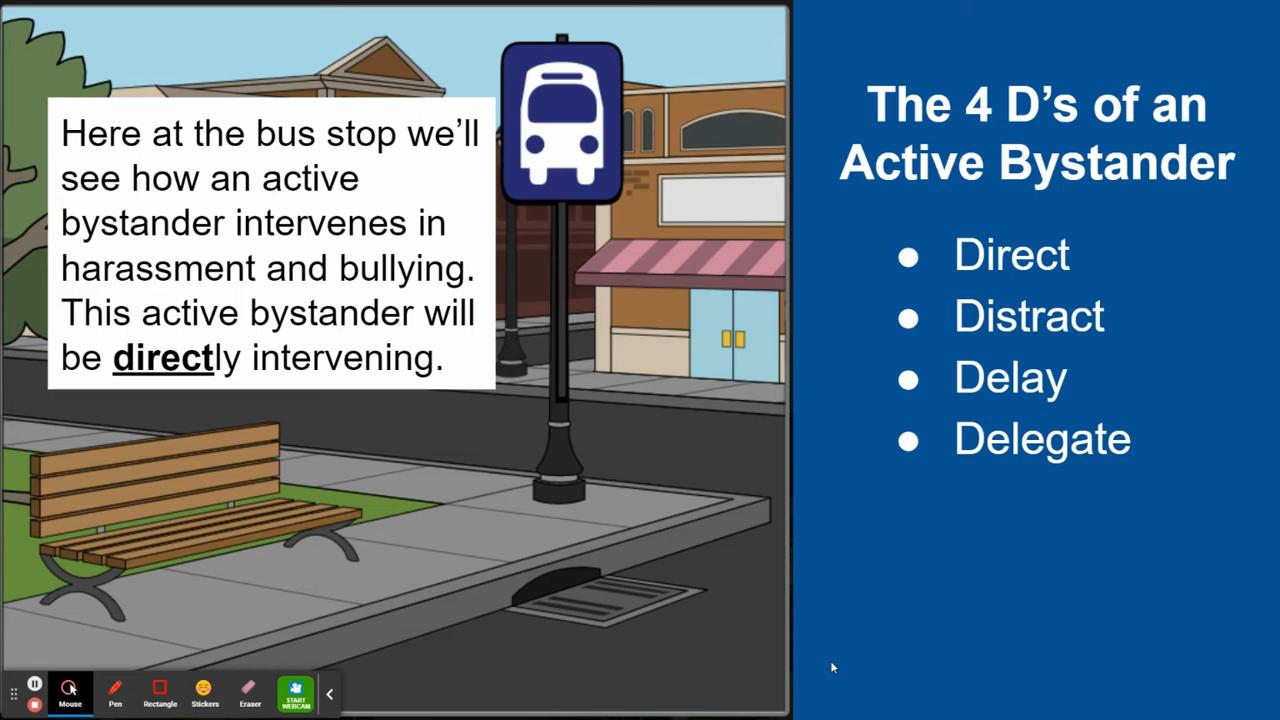 Here at the bus stop we’ll
see how an active
bystander intervenes in
harassment and bullying.
This active bystander will
be directly intervening.
The 4 D’s of an
Active Bystander
● Direct
● Distract
● Delay
● Delegate
Mouse
Pen
Rectangle
Stickers
Eraser
START
WEBCAM